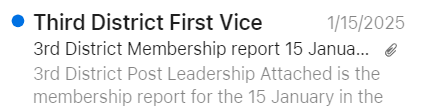 Third District First Vice 1/15/2025
3rd District Membership report 15 Janua...
3rd District Post Leadership Attached is the
membership report for the 15 January in the